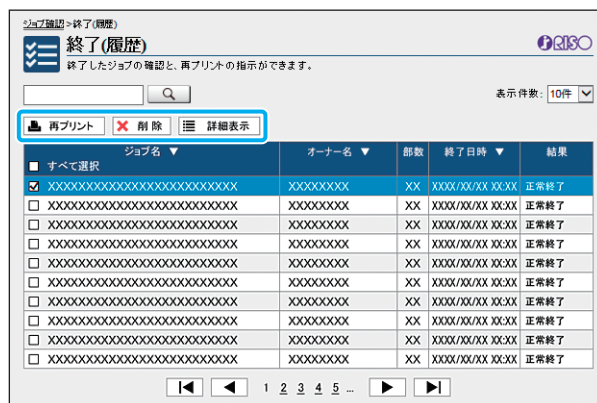 ジョブ確認>終了(履歴)
終了(履歴)
RISO
終了したジョブの確認と、再プリントの指示ができます。
表示件数: 10件
再プリント 削除 詳細表示
ジョブ名 ▼ オーナー名 ▼ 部数 終了日時 ▼ 結果
すべて選択
XXXXXXXXXXXXXXXXXXXXXXXXX XXXXXXXX XX XXXX/XX/XX XX:XX 正常終了
XXXXXXXXXXXXXXXXXXXXXXXXX XXXXXXXX XX XXXX/XX/XX XX:XX 正常終了
XXXXXXXXXXXXXXXXXXXXXXXXX XXXXXXXX XX XXXX/XX/XX XX:XX 正常終了
XXXXXXXXXXXXXXXXXXXXXXXXX XXXXXXXX XX XXXX/XX/XX XX:XX 正常終了
XXXXXXXXXXXXXXXXXXXXXXXXX XXXXXXXX XX XXXX/XX/XX XX:XX 正常終了
XXXXXXXXXXXXXXXXXXXXXXXXX XXXXXXXX XX XXXX/XX/XX XX:XX 正常終了
XXXXXXXXXXXXXXXXXXXXXXXXX XXXXXXXX XX XXXX/XX/XX XX:XX 正常終了
XXXXXXXXXXXXXXXXXXXXXXXXX XXXXXXXX XX XXXX/XX/XX XX:XX 正常終了
XXXXXXXXXXXXXXXXXXXXXXXXX XXXXXXXX XX XXXX/XX/XX XX:XX 正常終了
XXXXXXXXXXXXXXXXXXXXXXXXX XXXXXXXX XX XXXX/XX/XX XX:XX 正常終了
1 2 3 4 5 …